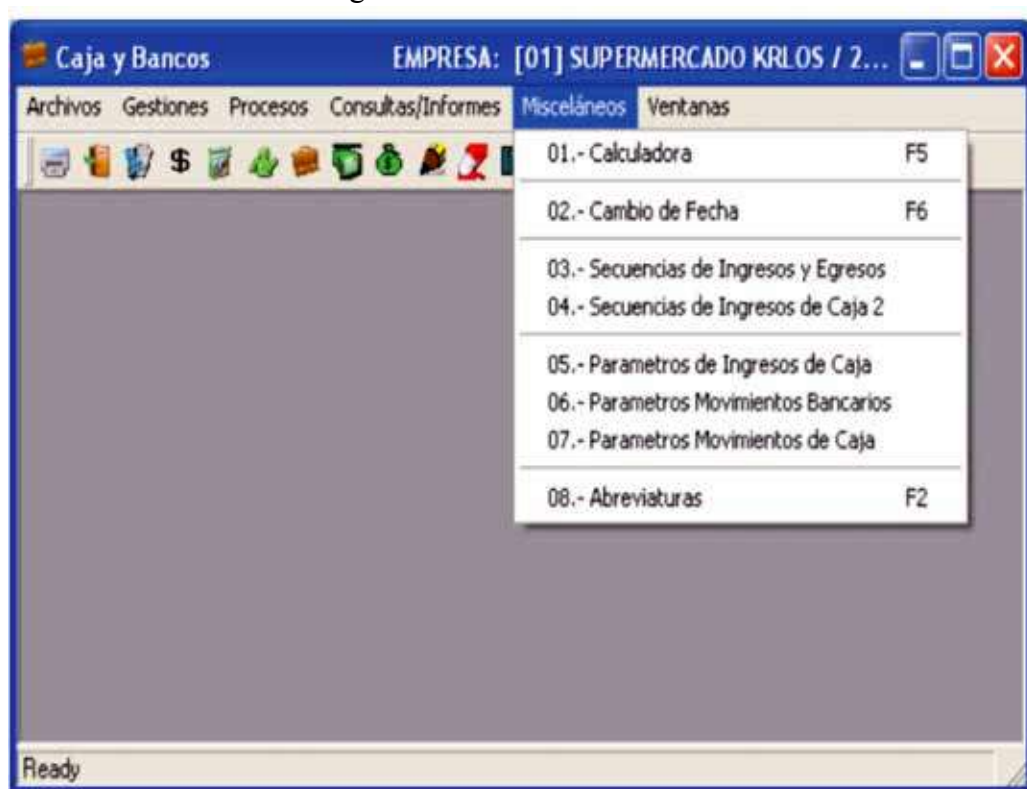 Caja y Bancos EMPRESA: [01] SUPERMERCADO KRLOS / 2...
Archivos Gestiones Procesos Consultas/Informes Misceláneos Ventanas
01.- Calculadora F5
02.- Cambio de Fecha F6
03.- Secuencias de Ingresos y Egresos
04.- Secuencias de Ingresos de Caja 2
05.- Parametros de Ingresos de Caja
06.- Parametros Movimientos Bancarios
07.- Parametros Movimientos de Caja
08.- Abreviaturas F2
Ready